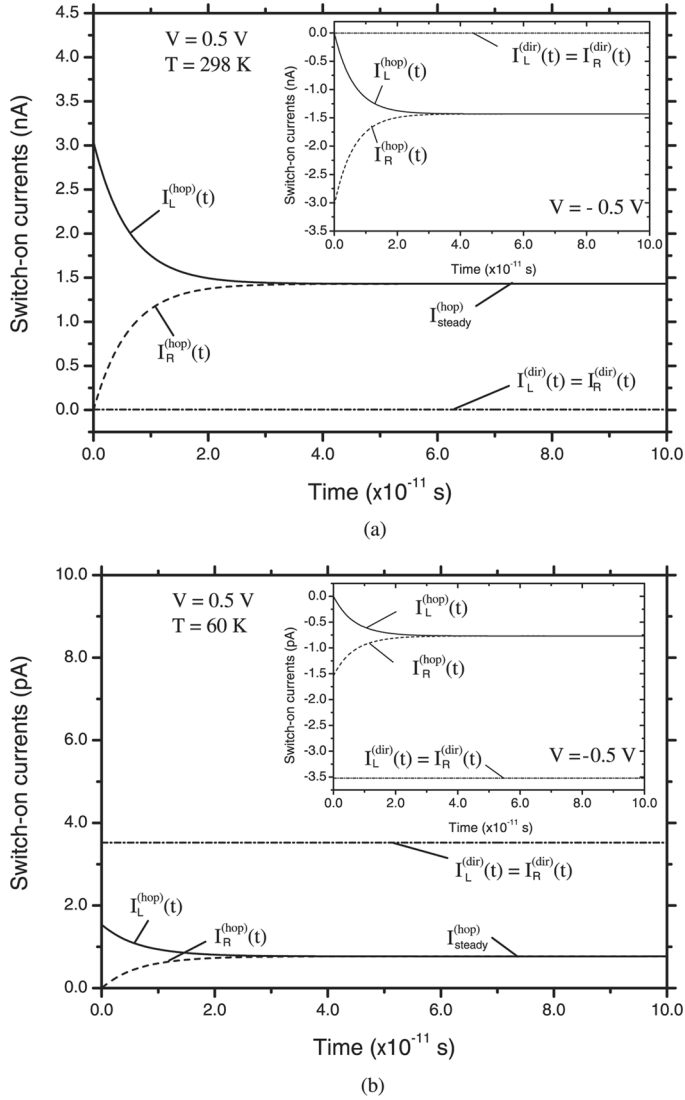 4.5
4.0
3.5
3.0
2.5
2.0
1.5
1.0
0.5
0.0
Switch-on currents (nA)
V = 0.5 V
T = 298 K
I_L^(hop)(t)
I_R^(hop)(t)
I_steady^(hop)
I_L^(dir)(t) = I_R^(dir)(t)
0.0 2.0 4.0 6.0 8.0 10.0
Time (x10^-11 s)
0.0
-0.5
-1.0
-1.5
-2.0
-2.5
-3.0
-3.5
Switch-on currents (nA)
I_L^(dir)(t) = I_R^(dir)(t)
I_L^(hop)(t)
I_R^(hop)(t)
V = - 0.5 V
0.0 2.0 4.0 6.0 8.0 10.0
Time (x10^-11 s)
(a)
10.0
8.0
6.0
4.0
2.0
0.0
Switch-on currents (pA)
V = 0.5 V
T = 60 K
I_L^(dir)(t) = I_R^(dir)(t)
I_L^(hop)(t)
I_R^(hop)(t)
I_steady^(hop)
0.0 2.0 4.0 6.0 8.0 10.0
Time (x10^-11 s)
0.0
-0.5
-1.0
-1.5
-2.0
-2.5
-3.0
-3.5
Switch-on currents (pA)
I_L^(hop)(t)
I_R^(hop)(t)
I_L^(dir)(t) = I_R^(dir)(t)
V = -0.5 V
0.0 2.0 4.0 6.0 8.0 10.0
Time (x10^-11 s)
(b)